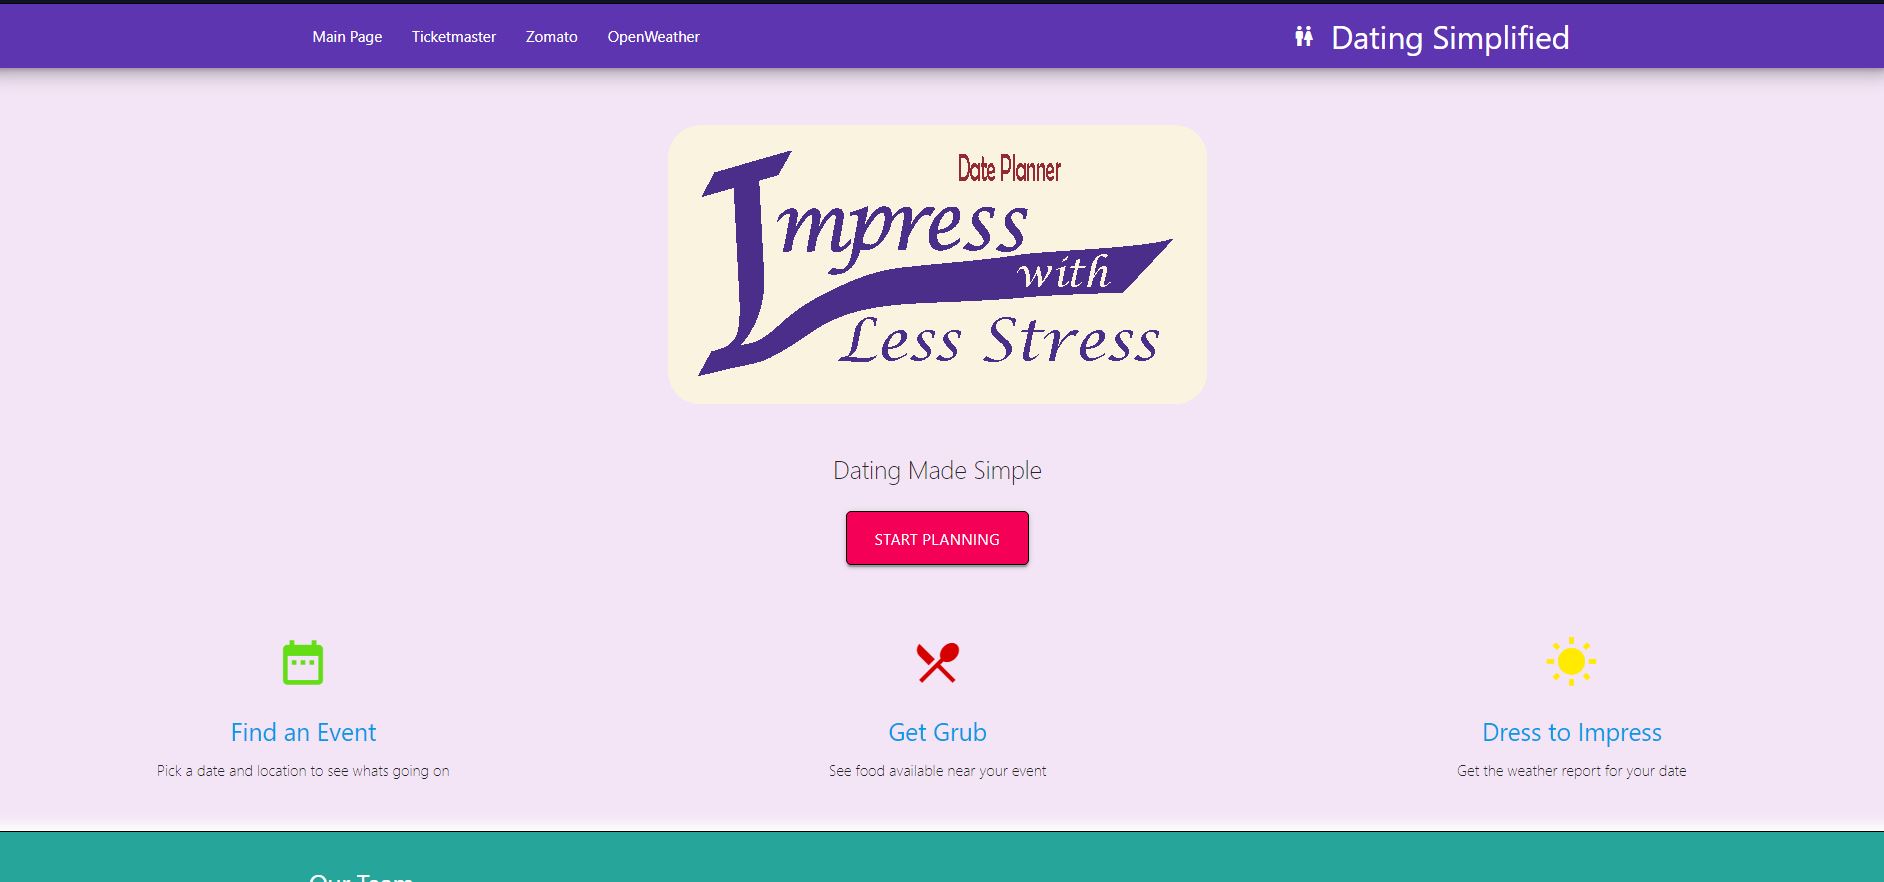 Main Page Ticketmaster Zomato OpenWeather Dating Simplified
Date Planner
Impress
with
Less Stress
Dating Made Simple
START PLANNING
Find an Event Get Grub Dress to Impress
Pick a date and location to see whats going on See food available near your event Get the weather report for your date
Our Team